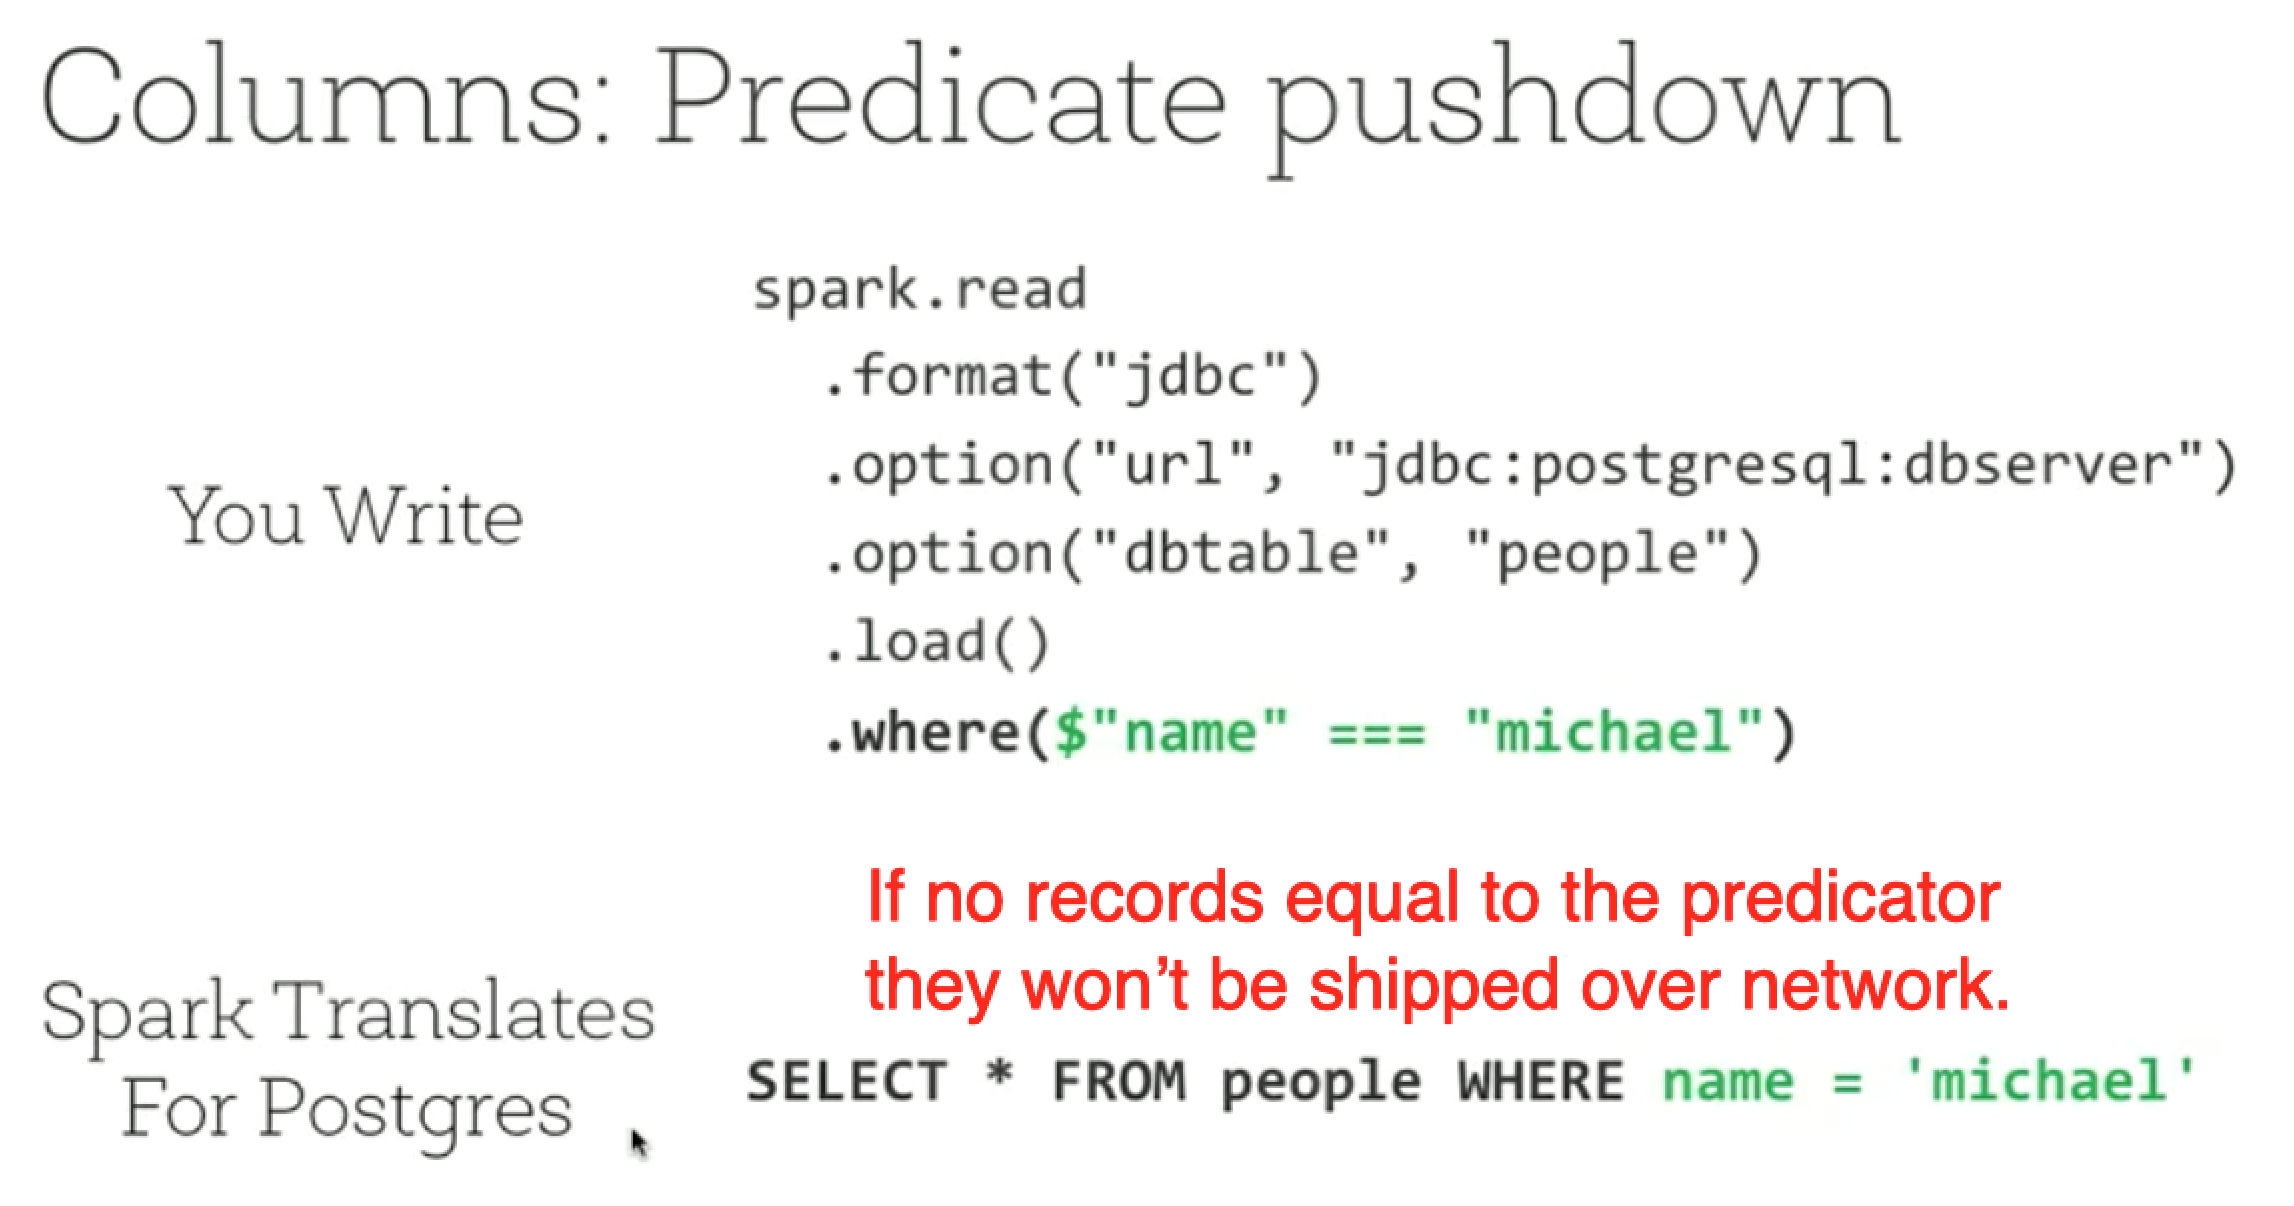 Columns: Predicate pushdown
You Write
spark.read
.format("jdbc")
.option("url", "jdbc:postgresql:dbserver")
.option("dbtable", "people")
.load()
.where($"name" === "michael")
If no records equal to the predicator
they won’t be shipped over network.
Spark Translates
For Postgres
SELECT * FROM people WHERE name = 'michael'